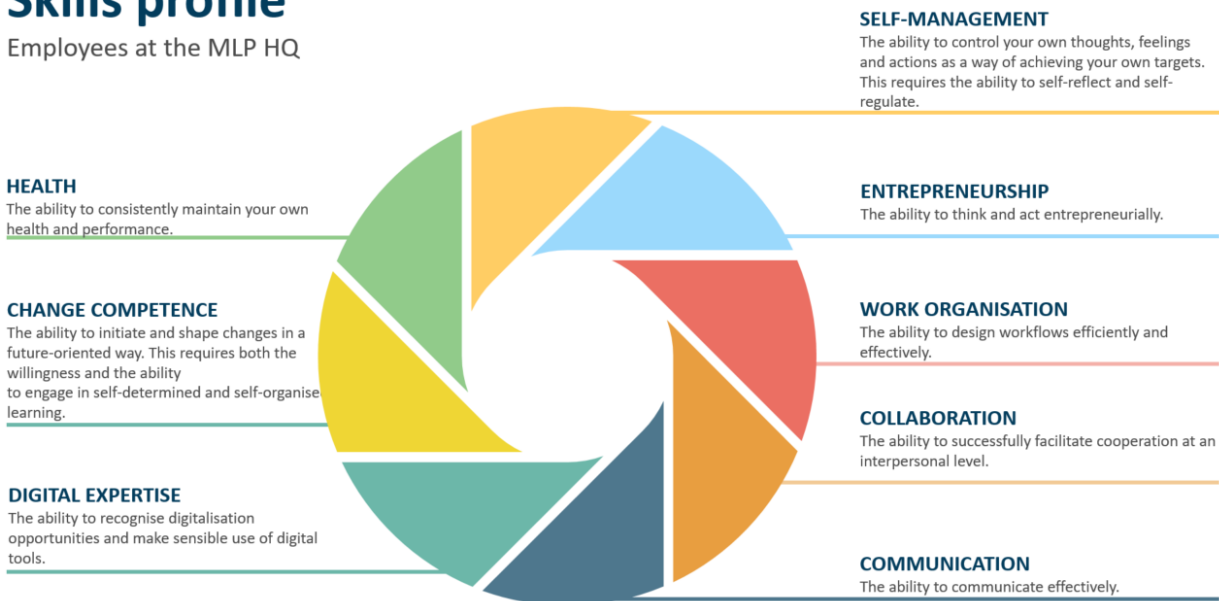 Skills profile
Employees at the MLP HQ
SELF-MANAGEMENT
The ability to control your own thoughts, feelings
and actions as a way of achieving your own targets.
This requires the ability to self-reflect and self-
regulate.
HEALTH
The ability to consistently maintain your own
health and performance.
ENTREPRENEURSHIP
The ability to think and act entrepreneurially.
CHANGE COMPETENCE
The ability to initiate and shape changes in a
future-oriented way. This requires both the
willingness and the ability
to engage in self-determined and self-organise
learning.
WORK ORGANISATION
The ability to design workflows efficiently and
effectively.
COLLABORATION
The ability to successfully facilitate cooperation at an
interpersonal level.
DIGITAL EXPERTISE
The ability to recognise digitalisation
opportunities and make sensible use of digital
tools.
COMMUNICATION
The ability to communicate effectively.